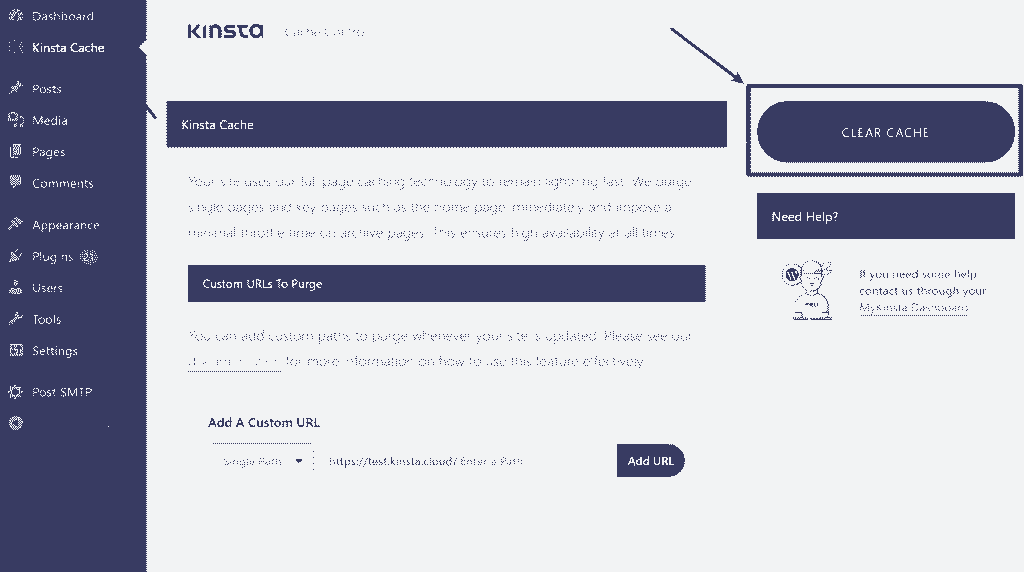 Dashboard
Kinsta Cache
Posts
Media
Pages
Comments
Appearance
Plugins
Users
Tools
Settings
Post SMTP
KINSTA
Kinsta Cache
Your site uses our full page caching technology to remain lightning fast. We purge
single pages and key pages such as the home page immediately and impose a
minimal throttle time on archive pages. This ensures high availability at all times.
Custom URLs To Purge
You can add custom paths to purge whenever your site is updated. Please see our
for more information on how to use this feature effectively.
Add A Custom URL
Single Path
https://test.kinsta.cloud/ Enter a Path
Add URL
CLEAR CACHE
Need Help?
If you need some help
contact us through your
MyKinsta Dashboard